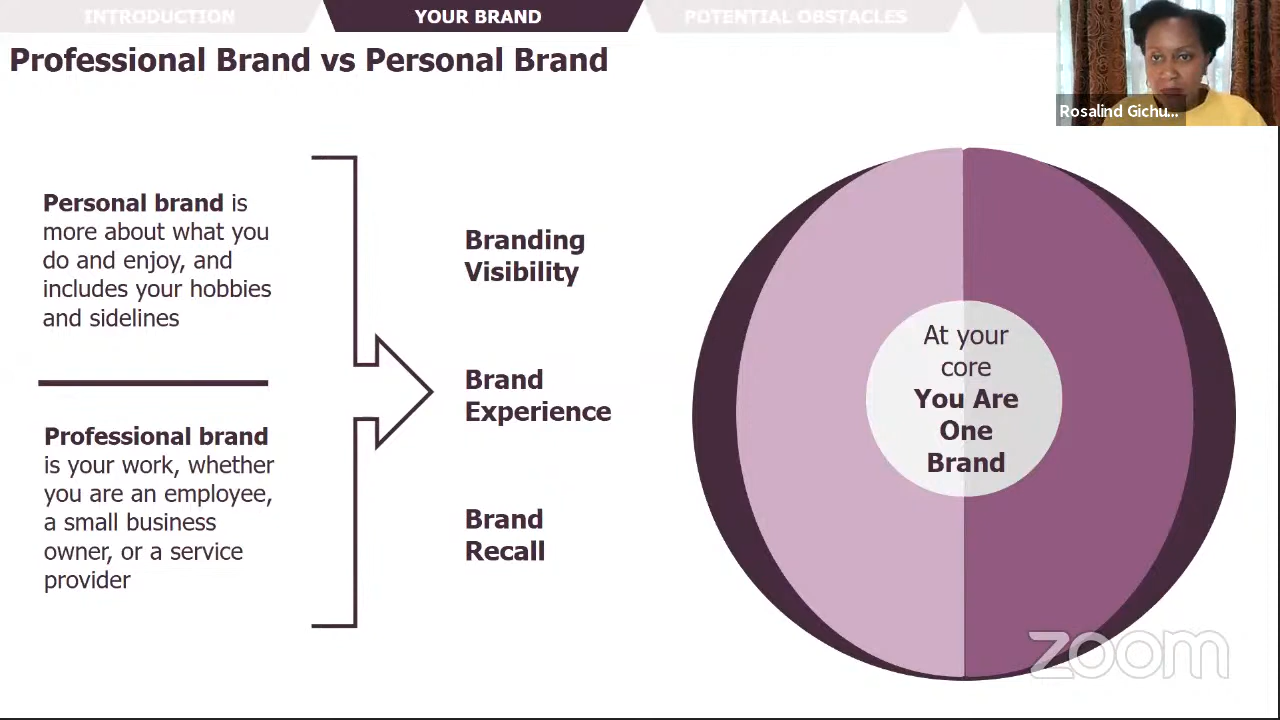 INTRODUCTION
YOUR BRAND
POTENTIAL OBSTACLES
Professional Brand vs Personal Brand
Rosalind Gichu...
Personal brand is
more about what you
do and enjoy, and
includes your hobbies
and sidelines
Professional brand
is your work, whether
you are an employee,
a small business
owner, or a service
provider
Branding
Visibility
Brand
Experience
Brand
Recall
At your
core
You Are
One
Brand
zoom